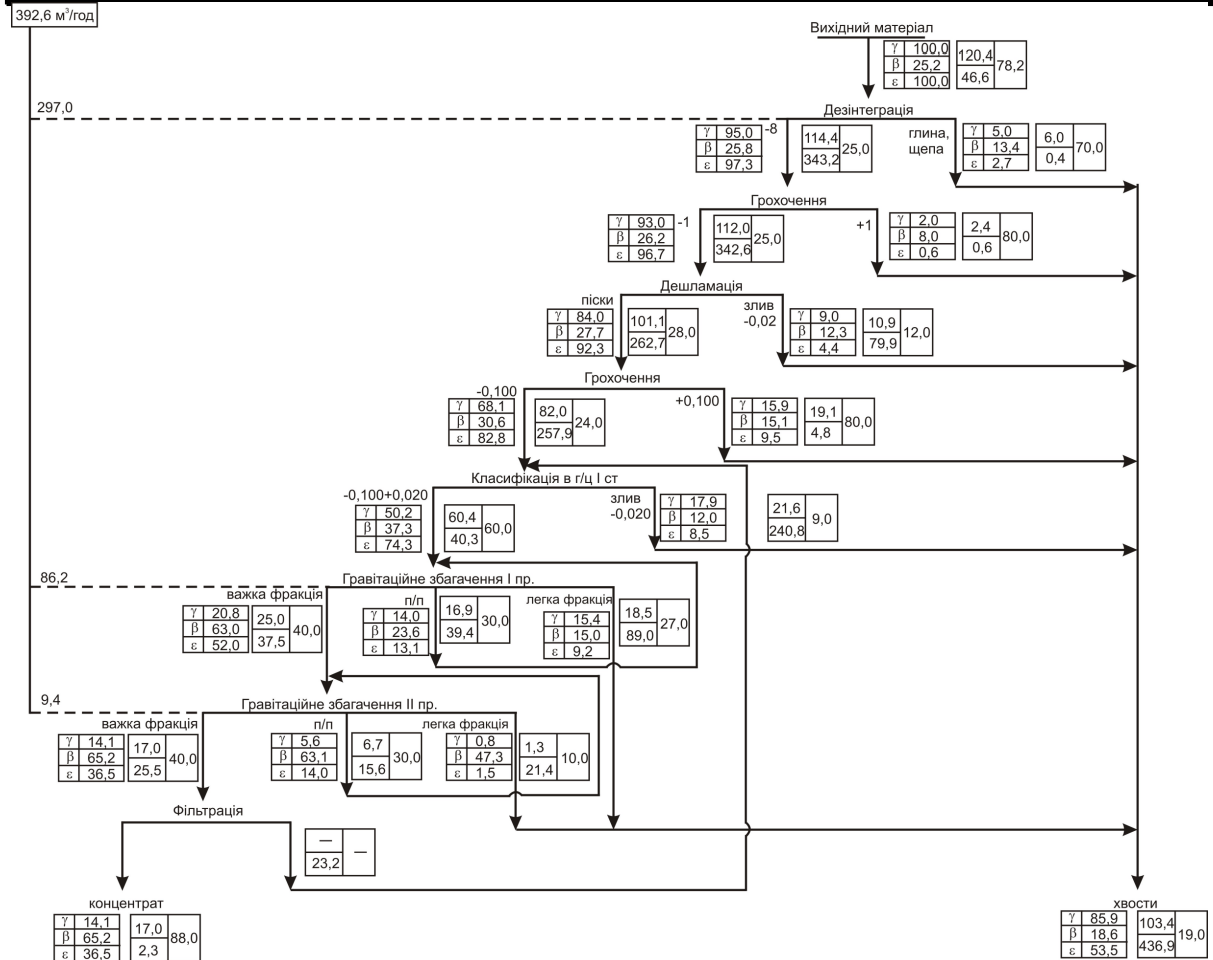 392,6 м³/год
Вихідний матеріал
γ 100,0
β 25,2
ε 100,0
120,4
46,6
78,2
297,0
Дезінтеграція
γ 95,0
β 25,8
ε 97,3
-8
114,4
343,2
25,0
глина,
щепа
γ 5,0
β 13,4
ε 2,7
6,0
0,4
70,0
Грохочення
γ 93,0
β 26,2
ε 96,7
-1
112,0
342,6
25,0
+1
γ 2,0
β 8,0
ε 0,6
2,4
0,6
80,0
Дешламація
піски
γ 84,0
β 27,7
ε 92,3
101,1
262,7
28,0
злив
-0,02
γ 9,0
β 12,3
ε 4,4
10,9
79,9
12,0
Грохочення
-0,100
γ 68,1
β 30,6
ε 82,8
82,0
257,9
24,0
+0,100
γ 15,9
β 15,1
ε 9,5
19,1
4,8
80,0
Класифікація в г/ц I ст
-0,100+0,020
γ 50,2
β 37,3
ε 74,3
60,4
40,3
60,0
злив
-0,020
γ 17,9
β 12,0
ε 8,5
21,6
240,8
9,0
86,2
Гравітаційне збагачення I пр.
важка фракція
γ 20,8
β 63,0
ε 52,0
25,0
37,5
40,0
п/п
γ 14,0
β 23,6
ε 13,1
16,9
39,4
30,0
легка фракція
γ 15,4
β 15,0
ε 9,2
18,5
89,0
27,0
9,4
Гравітаційне збагачення II пр.
важка фракція
γ 14,1
β 65,2
ε 36,5
17,0
25,5
40,0
п/п
γ 5,6
β 63,1
ε 14,0
6,7
15,6
30,0
легка фракція
γ 0,8
β 47,3
ε 1,5
1,3
21,4
10,0
Фільтрація
—
23,2
—
концентрат
γ 14,1
β 65,2
ε 36,5
17,0
2,3
88,0
хвости
γ 85,9
β 18,6
ε 53,5
103,4
436,9
19,0